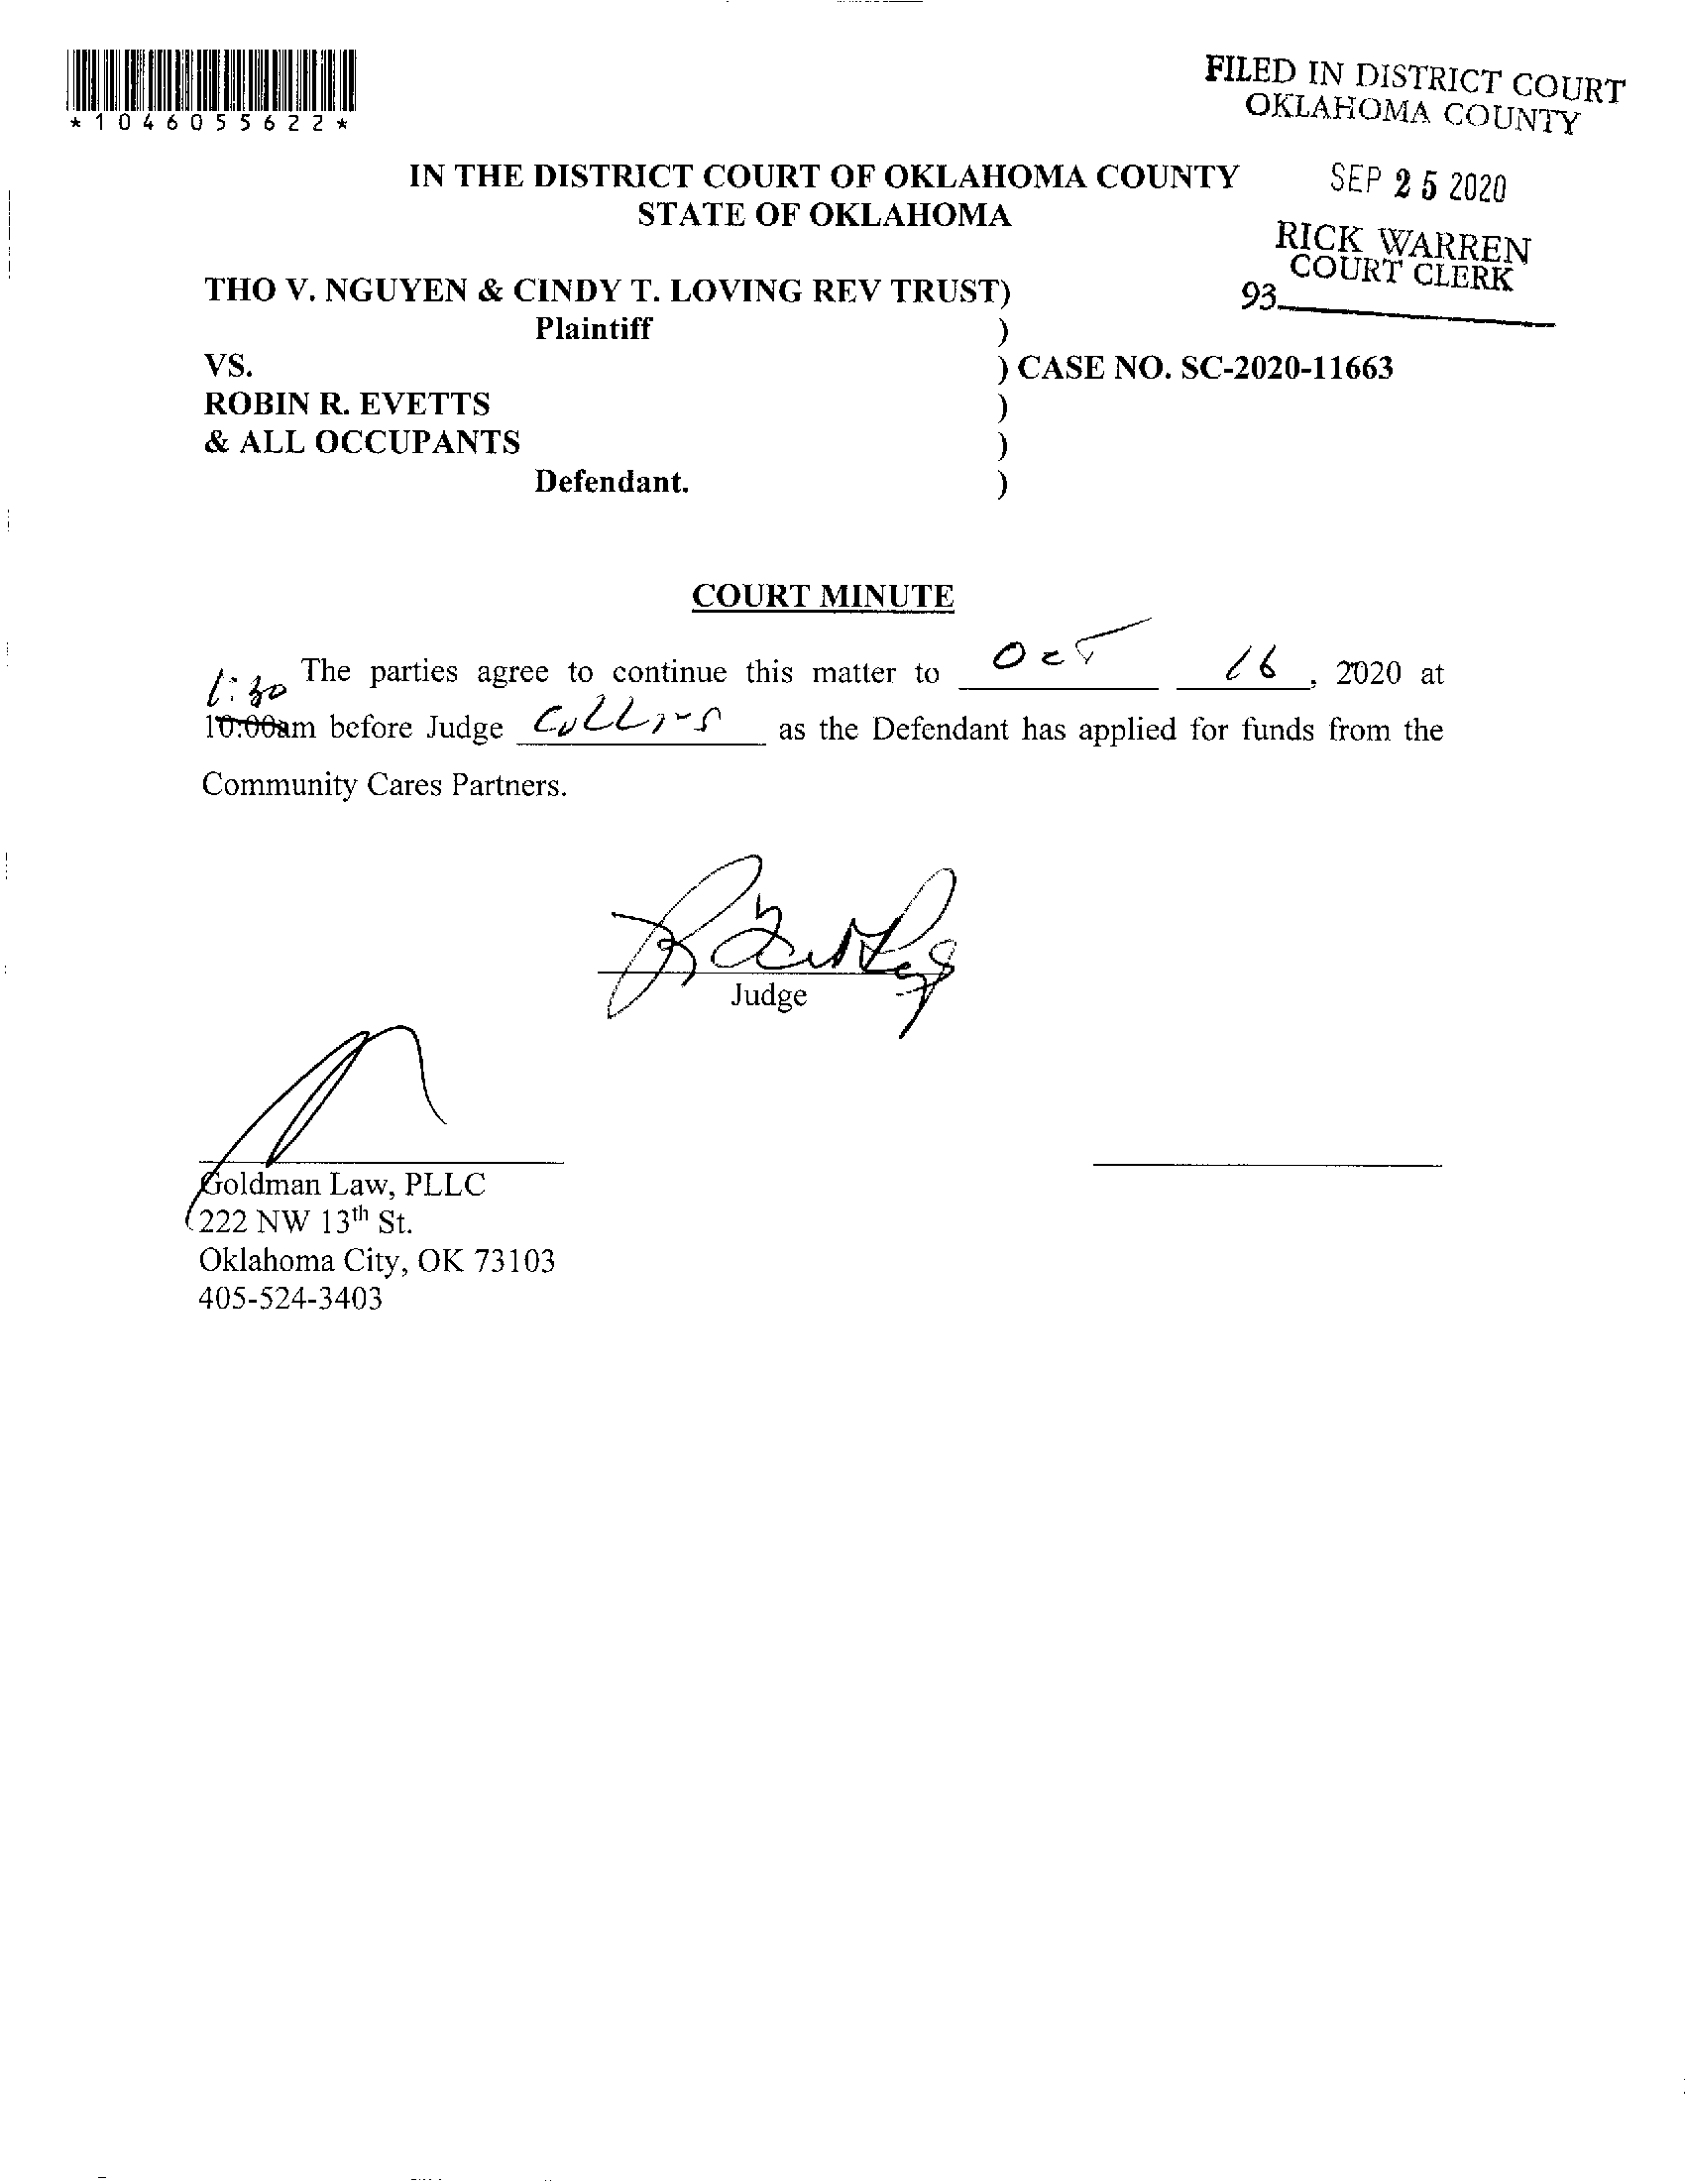 *1046055622*
FILED IN DISTRICT COURT
OKLAHOMA COUNTY
IN THE DISTRICT COURT OF OKLAHOMA COUNTY
STATE OF OKLAHOMA
SEP 25 2020
RICK WARREN
COURT CLERK
93
THO V. NGUYEN & CINDY T. LOVING REV TRUST)
Plaintiff )
VS. ) CASE NO. SC-2020-11663
ROBIN R. EVETTS )
& ALL OCCUPANTS )
Defendant. )
COURT MINUTE
The parties agree to continue this matter to Oct 16, 2020 at
1:30
10:00am before Judge Collins as the Defendant has applied for funds from the
Community Cares Partners.
Judge
Goldman Law, PLLC
222 NW 13th St.
Oklahoma City, OK 73103
405-524-3403